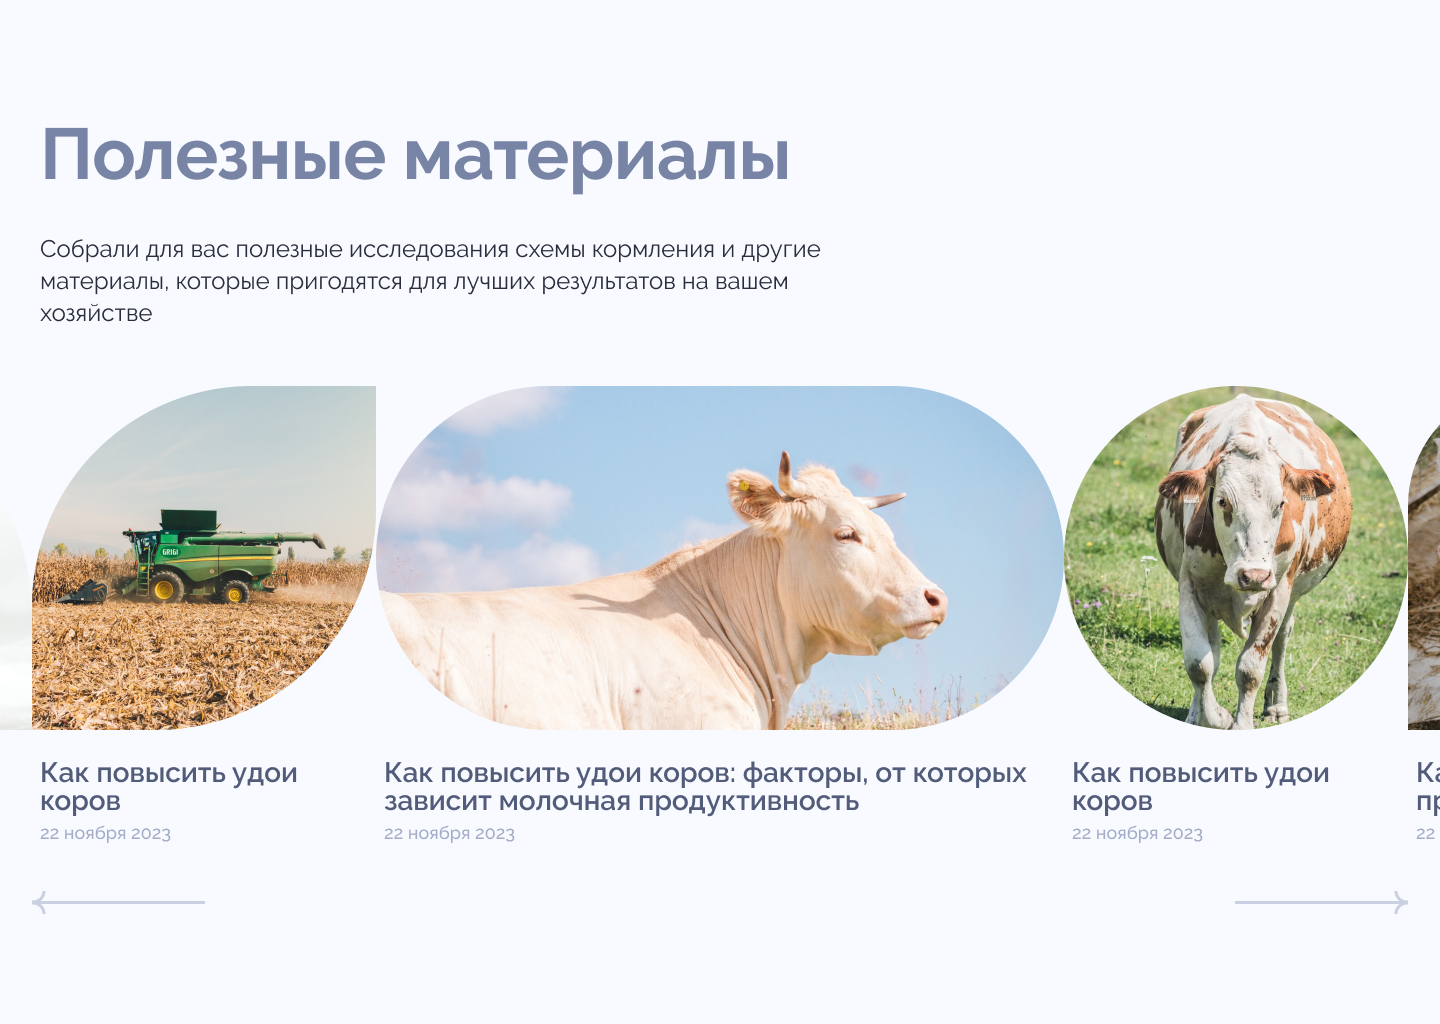 Полезные материалы
Собрали для вас полезные исследования схемы кормления и другие
материалы, которые пригодятся для лучших результатов на вашем
хозяйстве
GRIGI
Как повысить удои
коров
22 ноября 2023
Как повысить удои коров: факторы, от которых
зависит молочная продуктивность
22 ноября 2023
Как повысить удои
коров
22 ноября 2023
22